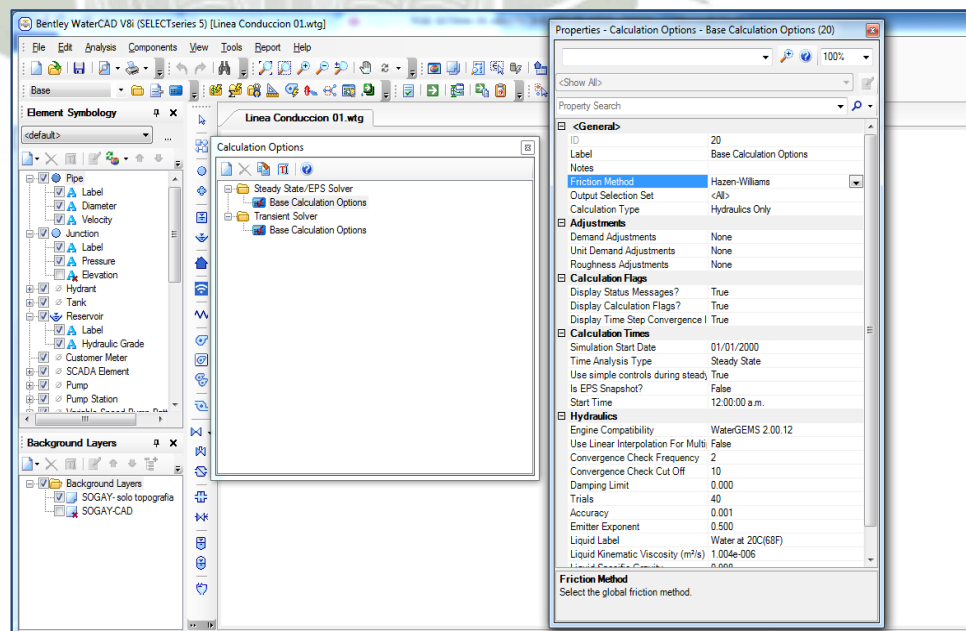 Bentley WaterCAD V8i (SELECTseries 5) [Linea Conduccion 01.wtg]
File Edit Analysis Components View Tools Report Help
Base
Element Symbology
<default>
...
Pipe
Label
Diameter
Velocity
Junction
Label
Pressure
Elevation
Hydrant
Tank
Reservoir
Label
Hydraulic Grade
Customer Meter
SCADA Element
Pump
Pump Station
Background Layers
Background Layers
SOGAY- solo topografia
SOGAY-CAD
Linea Conduccion 01.wtg
Calculation Options
Steady State/EPS Solver
Base Calculation Options
Transient Solver
Base Calculation Options
Properties - Calculation Options - Base Calculation Options (20)
100%
<Show All>
Property Search
<General>
ID 20
Label Base Calculation Options
Notes
Friction Method Hazen-Williams
Output Selection Set <All>
Calculation Type Hydraulics Only
Adjustments
Demand Adjustments None
Unit Demand Adjustments None
Roughness Adjustments None
Calculation Flags
Display Status Messages? True
Display Calculation Flags? True
Display Time Step Convergence I True
Calculation Times
Simulation Start Date 01/01/2000
Time Analysis Type Steady State
Use simple controls during steady True
Is EPS Snapshot? False
Start Time 12:00:00 a.m.
Hydraulics
Engine Compatibility WaterGEMS 2.00.12
Use Linear Interpolation For Multi False
Convergence Check Frequency 2
Convergence Check Cut Off 10
Damping Limit 0.000
Trials 40
Accuracy 0.001
Emitter Exponent 0.500
Liquid Label Water at 20C(68F)
Liquid Kinematic Viscosity (m²/s) 1.004e-006
Liquid Specific Gravity 0.998
Friction Method
Select the global friction method.